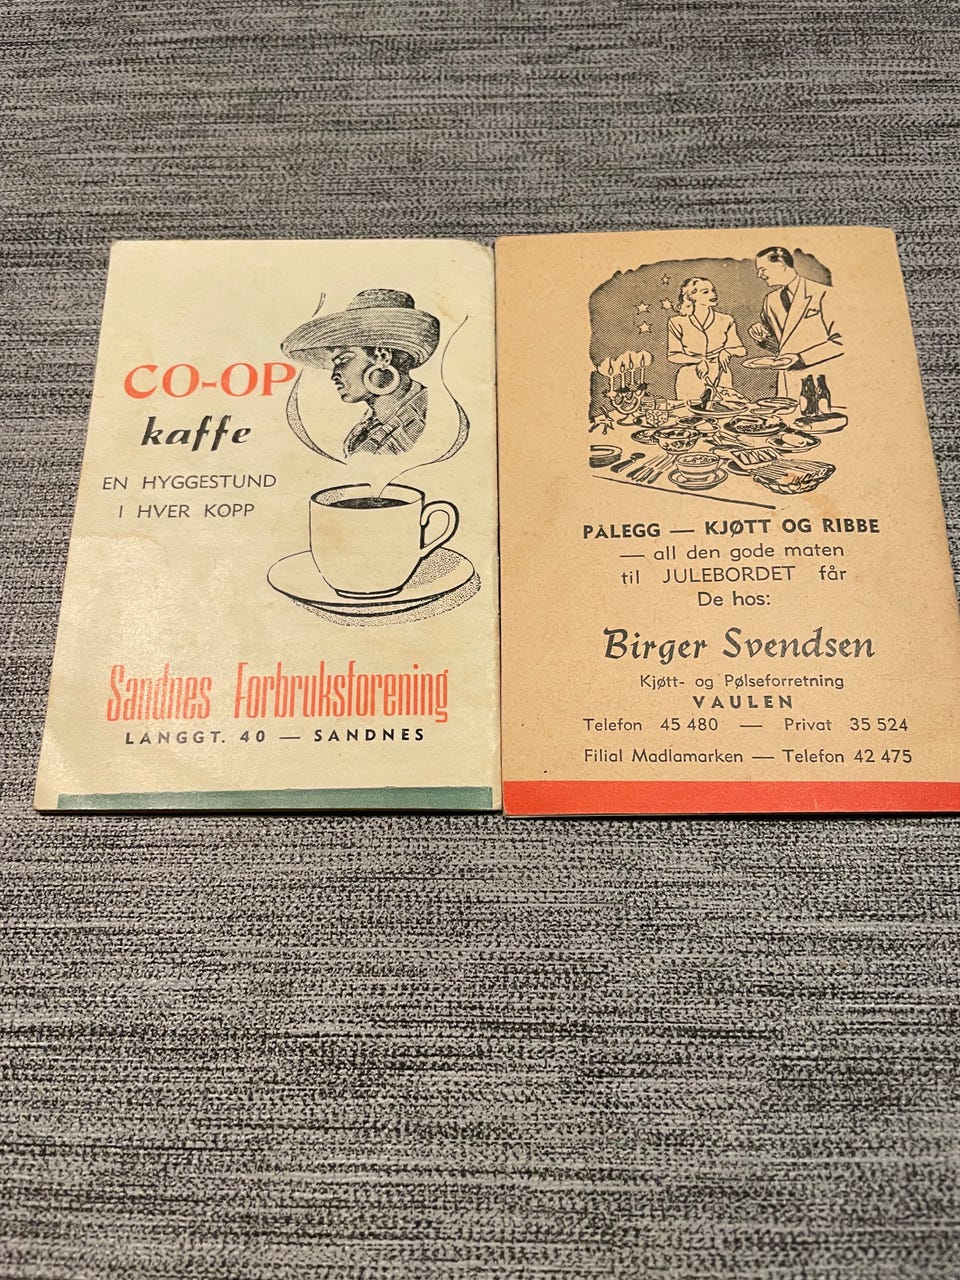 CO-OP
kaffe
EN HYGGESTUND
I HVER KOPP
Sandnes Forbruksforening
LANGGT. 40 — SANDNES
PÅLEGG — KJØTT OG RIBBE
— all den gode maten
til JULEBORDET får
De hos:
Birger Svendsen
Kjøtt- og Pølseforretning
VAULEN
Telefon 45 480 — Privat 35 524
Filial Madlamarken — Telefon 42 475